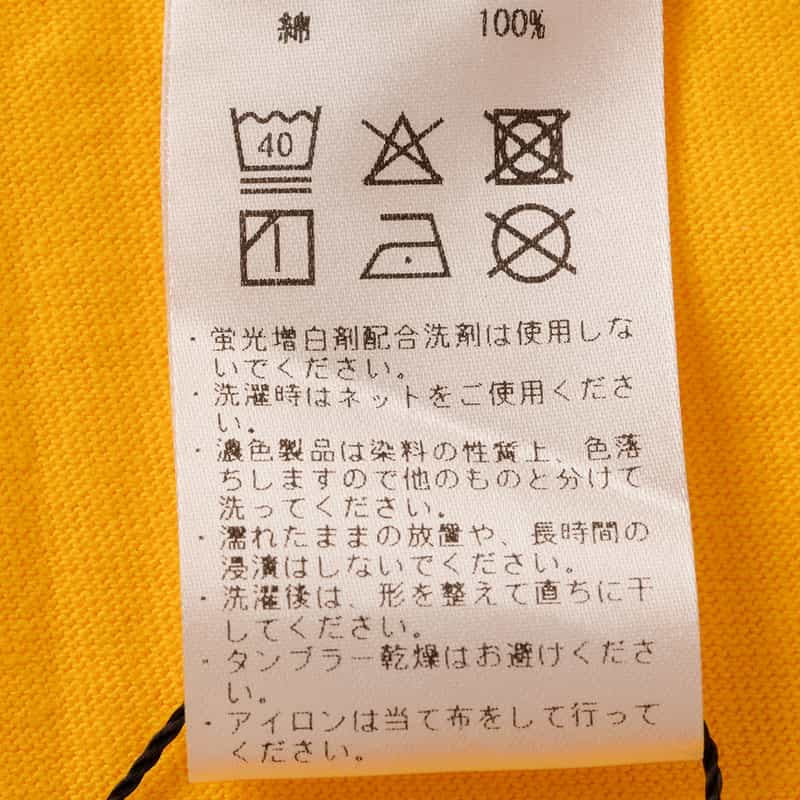 綿 100%
40
・蛍光増白剤配合洗剤は使用しな
いでください。
・洗濯時はネットをご使用くださ
い。
・濃色製品は染料の性質上、色落
ちしますので他のものと分けて
洗ってください。
・濡れたままの放置や、長時間の
浸漬はしないでください。
・洗濯後は、形を整えて直ちに干
してください。
・タンブラー乾燥はお避けくださ
い。
・アイロンは当て布をして行って
ください。